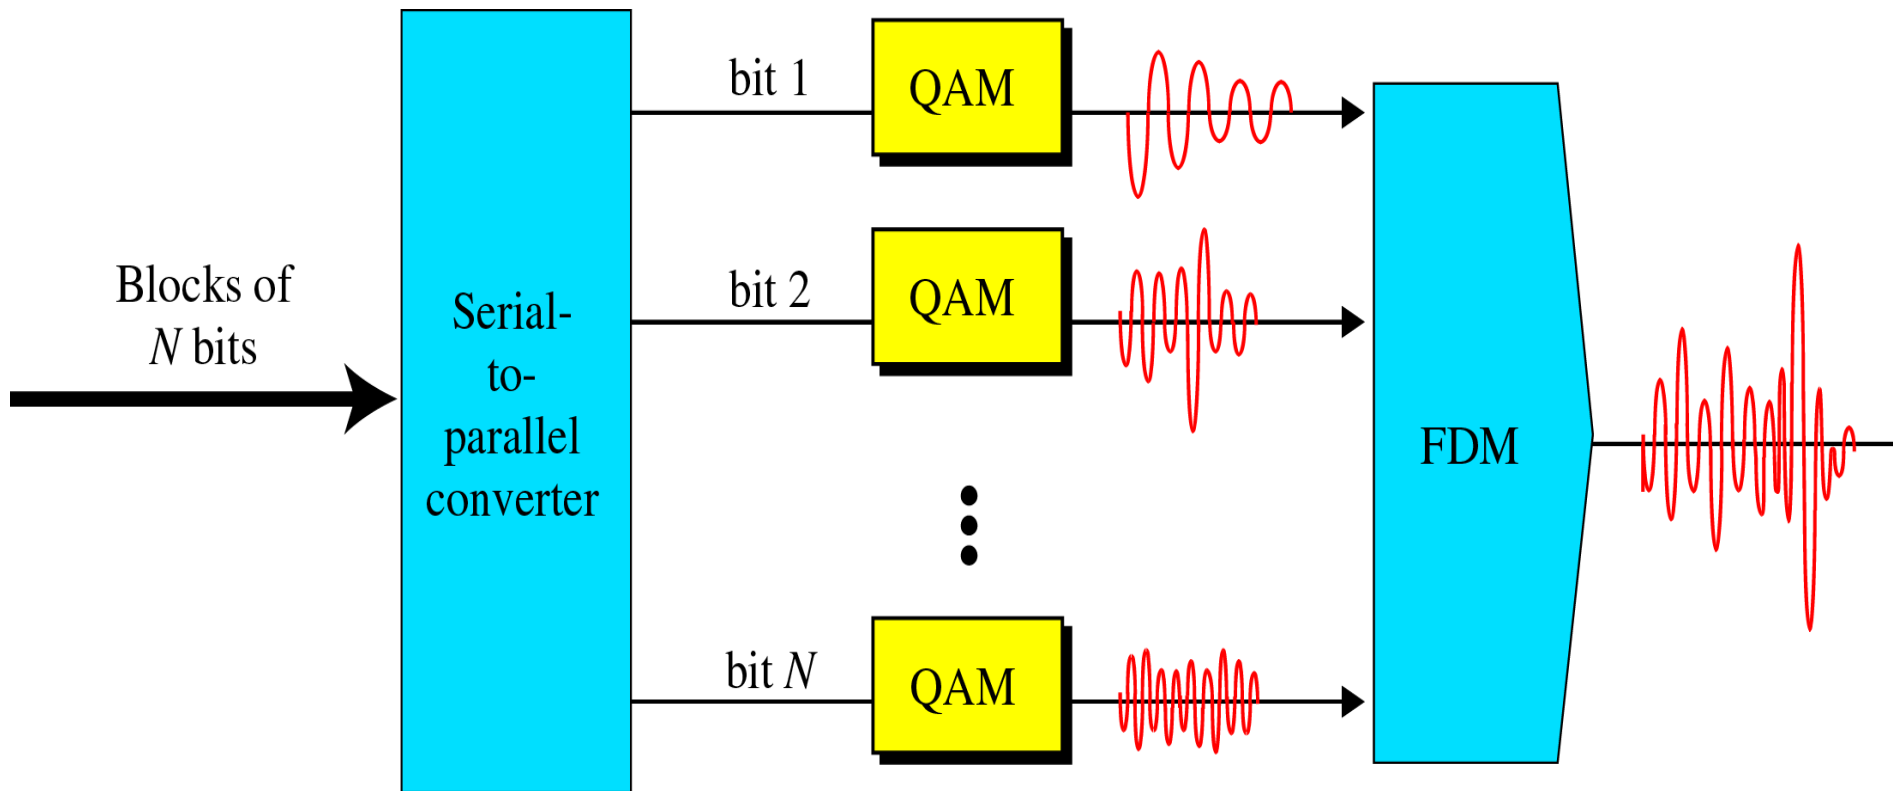 Blocks of
N bits
Serial-
to-
parallel
converter
bit 1
QAM
bit 2
QAM
bit N
QAM
FDM